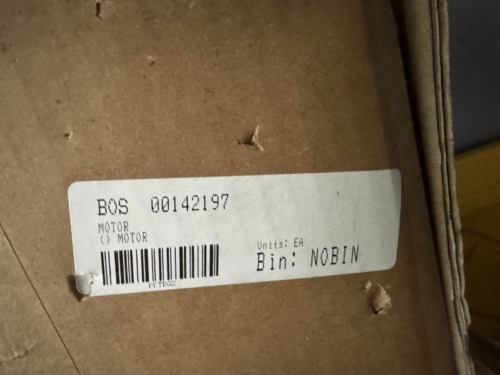 BOS 00142197
MOTOR
() MOTOR
Units: EA
Bin: NOBIN